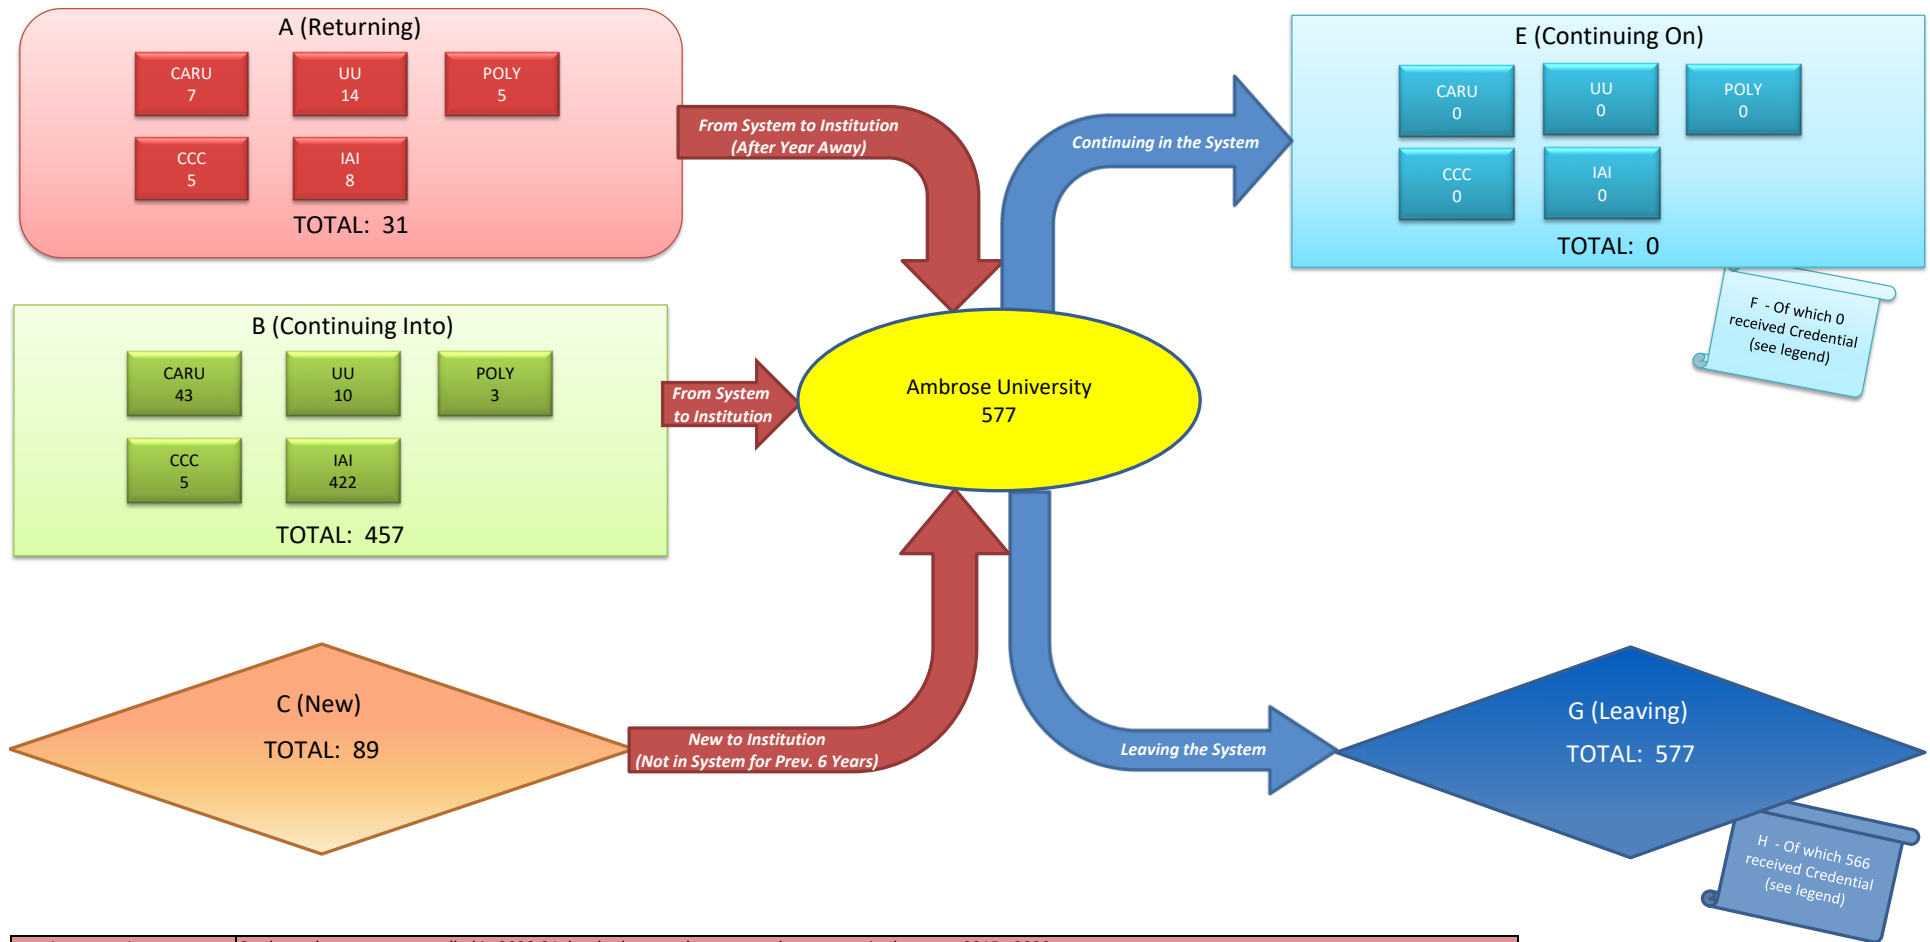 A (Returning)
CARU
7
UU
14
POLY
5
CCC
5
IAI
8
TOTAL: 31
From System to Institution
(After Year Away)
B (Continuing Into)
CARU
43
UU
10
POLY
3
CCC
5
IAI
422
TOTAL: 457
From System
to Institution
C (New)
TOTAL: 89
New to Institution
(Not in System for Prev. 6 Years)
Ambrose University
577
Continuing in the System
E (Continuing On)
CARU
0
UU
0
POLY
0
CCC
0
IAI
0
TOTAL: 0
F - Of which 0
received Credential
(see legend)
Leaving the System
G (Leaving)
TOTAL: 577
H - Of which 566
received Credential
(see legend)